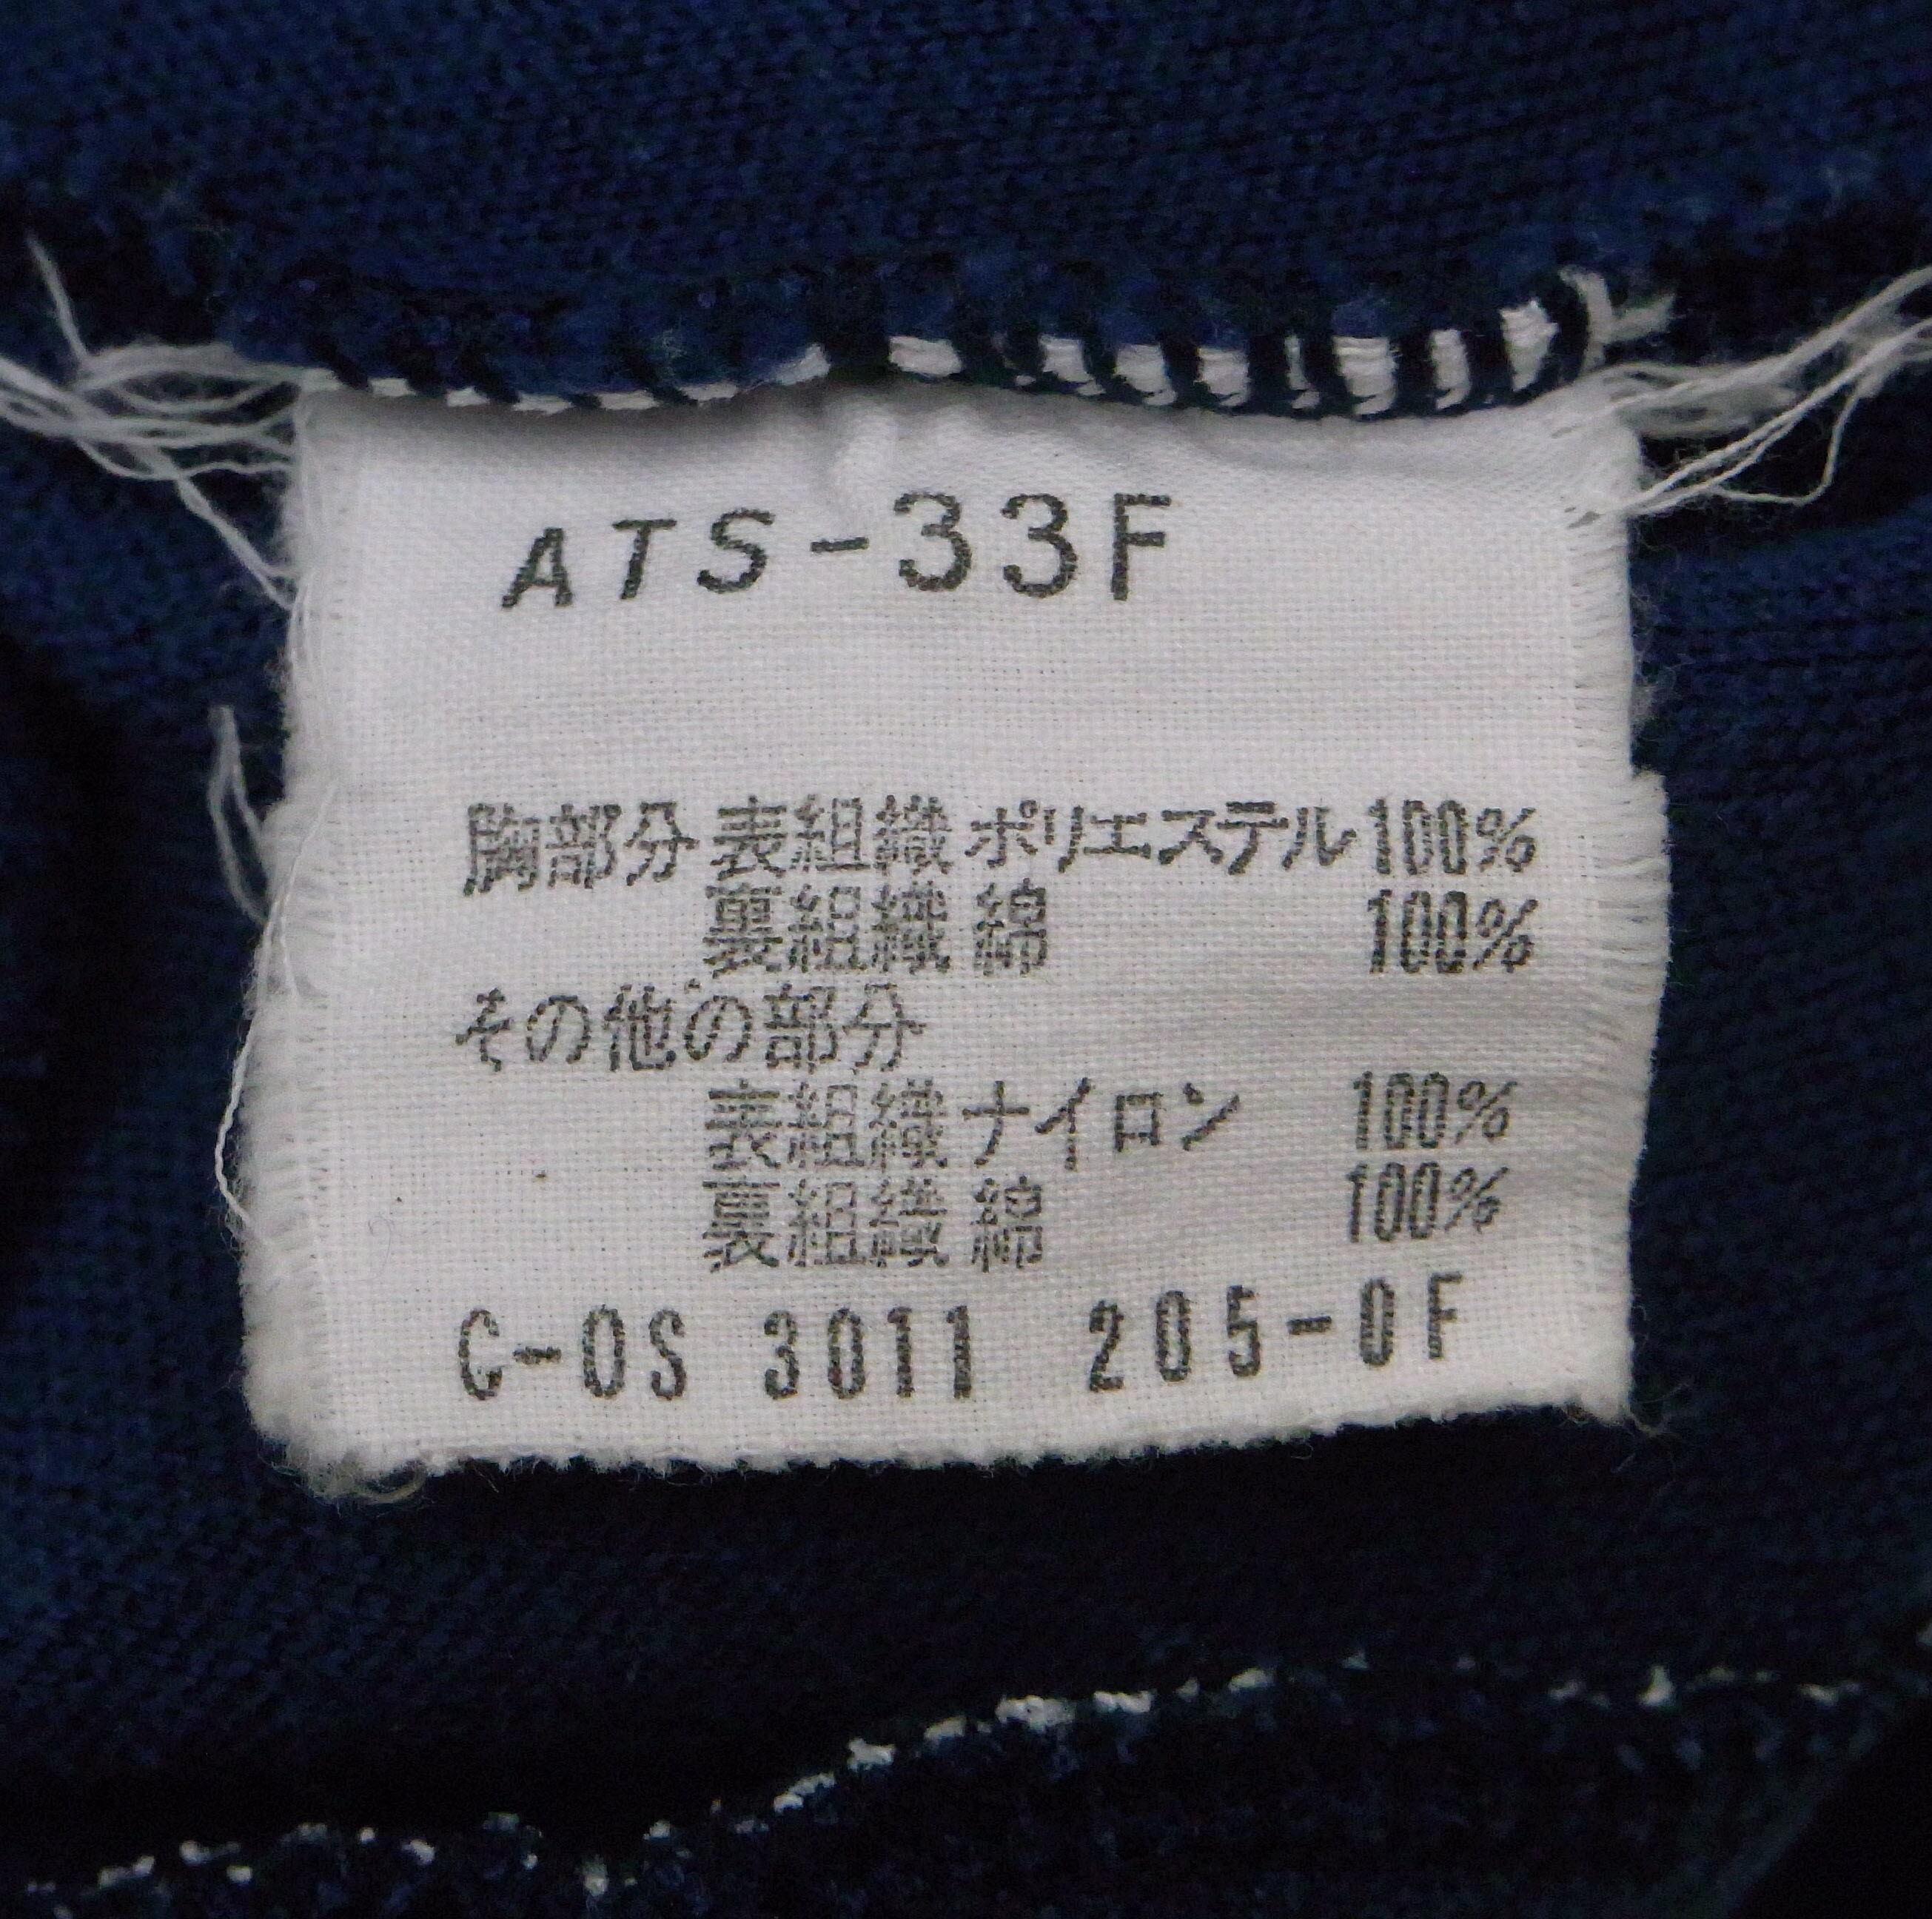 ATS-33F
胸部分 表組織 ポリエステル 100%
裏組織 綿 100%
その他の部分
表組織 ナイロン 100%
裏組織 綿 100%
C-OS 3011 205-0F